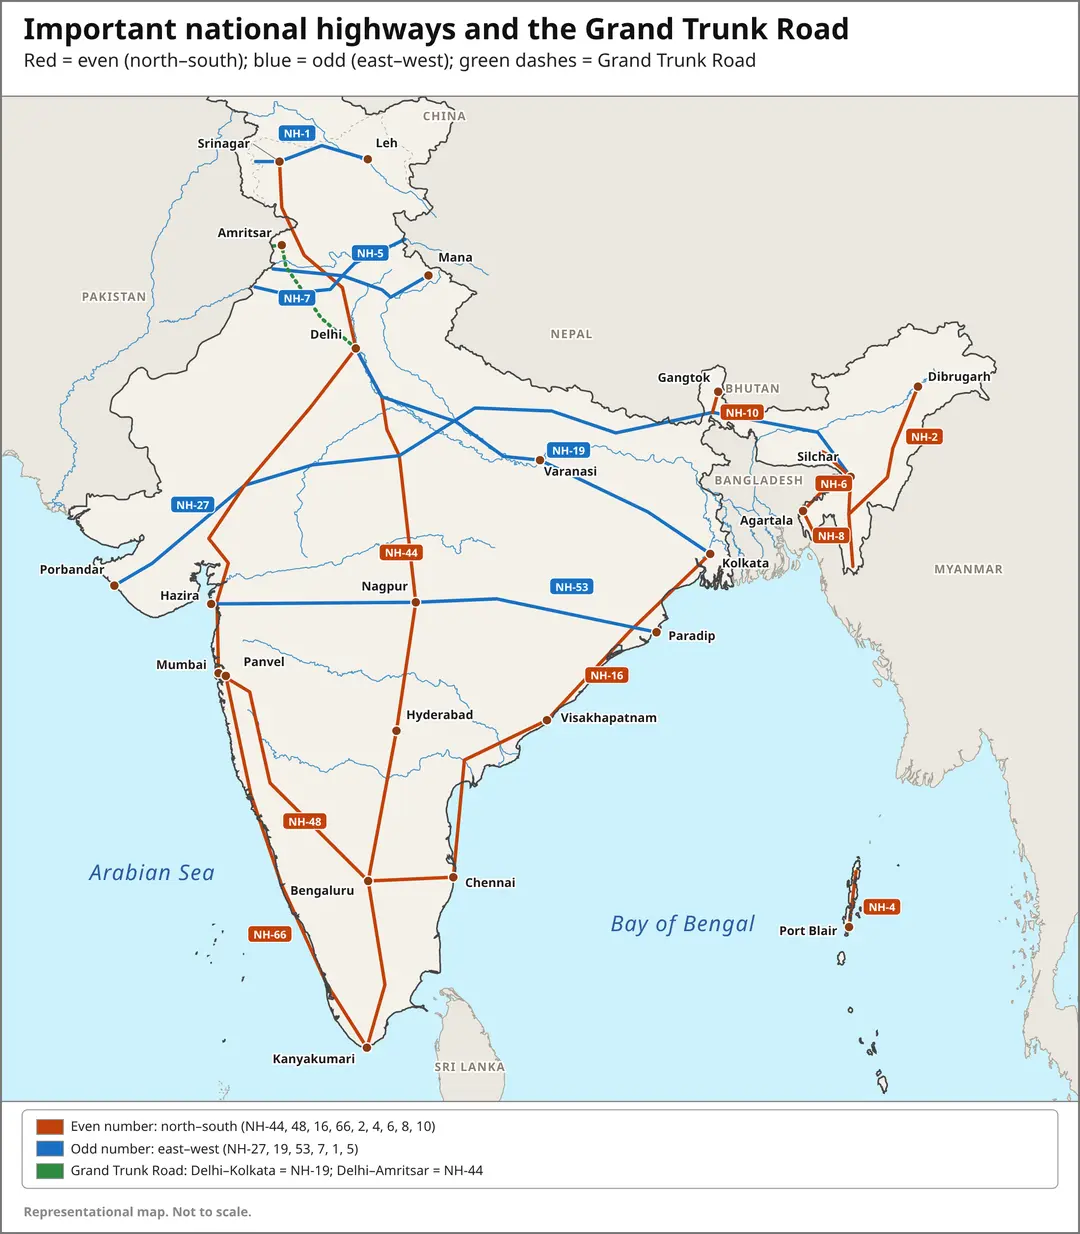 Important national highways and the Grand Trunk Road
Red = even (north–south); blue = odd (east–west); green dashes = Grand Trunk Road
CHINA
NH-1
Srinagar
Leh
Amritsar
NH-5
Mana
PAKISTAN
NH-7
Delhi
NEPAL
Gangtok
BHUTAN
Dibrugarh
NH-10
NH-2
NH-19
Silchar
Varanasi
BANGLADESH
NH-6
NH-27
Agartala
NH-8
NH-44
Kolkata
Porbandar
MYANMAR
Nagpur
NH-53
Hazira
Paradip
Mumbai
Panvel
NH-16
Hyderabad
Visakhapatnam
NH-48
Arabian Sea
Bengaluru
Chennai
NH-4
Bay of Bengal
Port Blair
NH-66
Kanyakumari
SRI LANKA
Even number: north–south (NH-44, 48, 16, 66, 2, 4, 6, 8, 10)
Odd number: east–west (NH-27, 19, 53, 7, 1, 5)
Grand Trunk Road: Delhi–Kolkata = NH-19; Delhi–Amritsar = NH-44
Representational map. Not to scale.